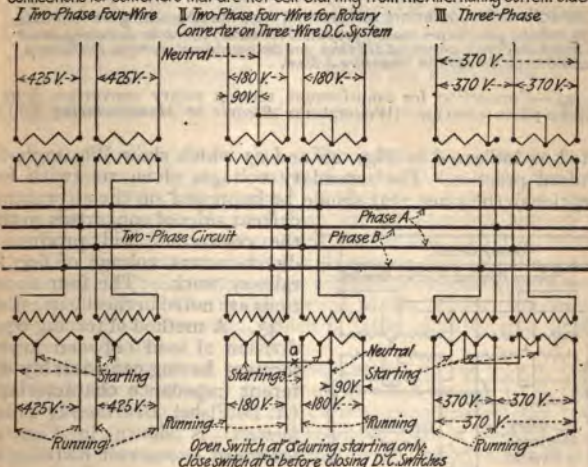 I Two-Phase Four-Wire
II Two-Phase Four-Wire for Rotary
Converter on Three-Wire D.C. System
III Three-Phase
Neutral
425 V.
425 V.
180 V.
180 V.
90 V.
370 V.
370 V.
370 V.
Phase A
Two-Phase Circuit
Phase B
a
Neutral
Starting
Starting
Starting
90 V.
425 V.
425 V.
180 V.
180 V.
370 V.
370 V.
370 V.
Running
Running
Running
Running
Open Switch at "a" during starting only;
close switch at "a" before closing D.C. Switches